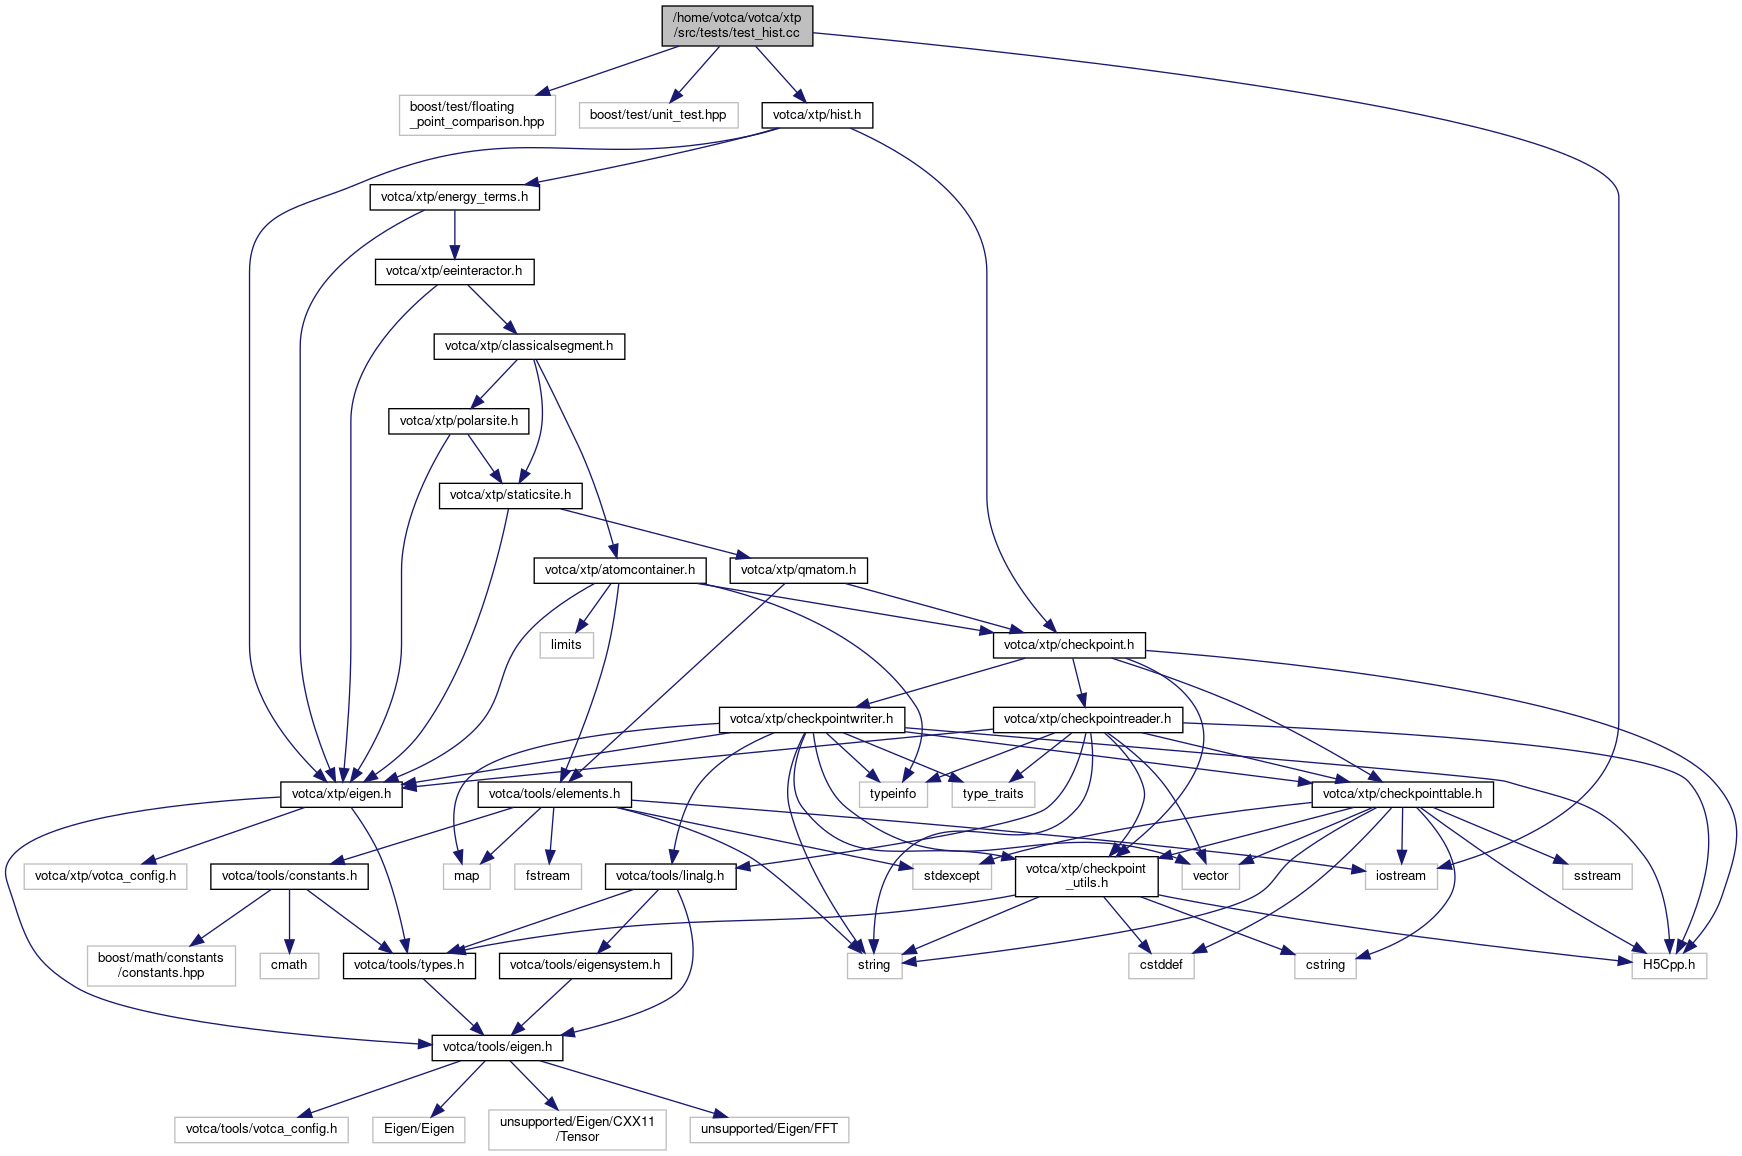 /home/votca/votca/xtp
/src/tests/test_hist.cc
boost/test/floating
_point_comparison.hpp
boost/test/unit_test.hpp
votca/xtp/hist.h
votca/xtp/energy_terms.h
votca/xtp/eeinteractor.h
votca/xtp/classicalsegment.h
votca/xtp/polarsite.h
votca/xtp/staticsite.h
votca/xtp/atomcontainer.h
votca/xtp/qmatom.h
limits
votca/xtp/checkpoint.h
votca/xtp/checkpointwriter.h
votca/xtp/checkpointreader.h
votca/xtp/eigen.h
votca/tools/elements.h
typeinfo
type_traits
votca/xtp/checkpointtable.h
votca/xtp/votca_config.h
votca/tools/constants.h
map
fstream
votca/tools/linalg.h
stdexcept
votca/xtp/checkpoint
_utils.h
vector
iostream
sstream
boost/math/constants
/constants.hpp
cmath
votca/tools/types.h
votca/tools/eigensystem.h
string
cstddef
cstring
H5Cpp.h
votca/tools/eigen.h
votca/tools/votca_config.h
Eigen/Eigen
unsupported/Eigen/CXX11
/Tensor
unsupported/Eigen/FFT